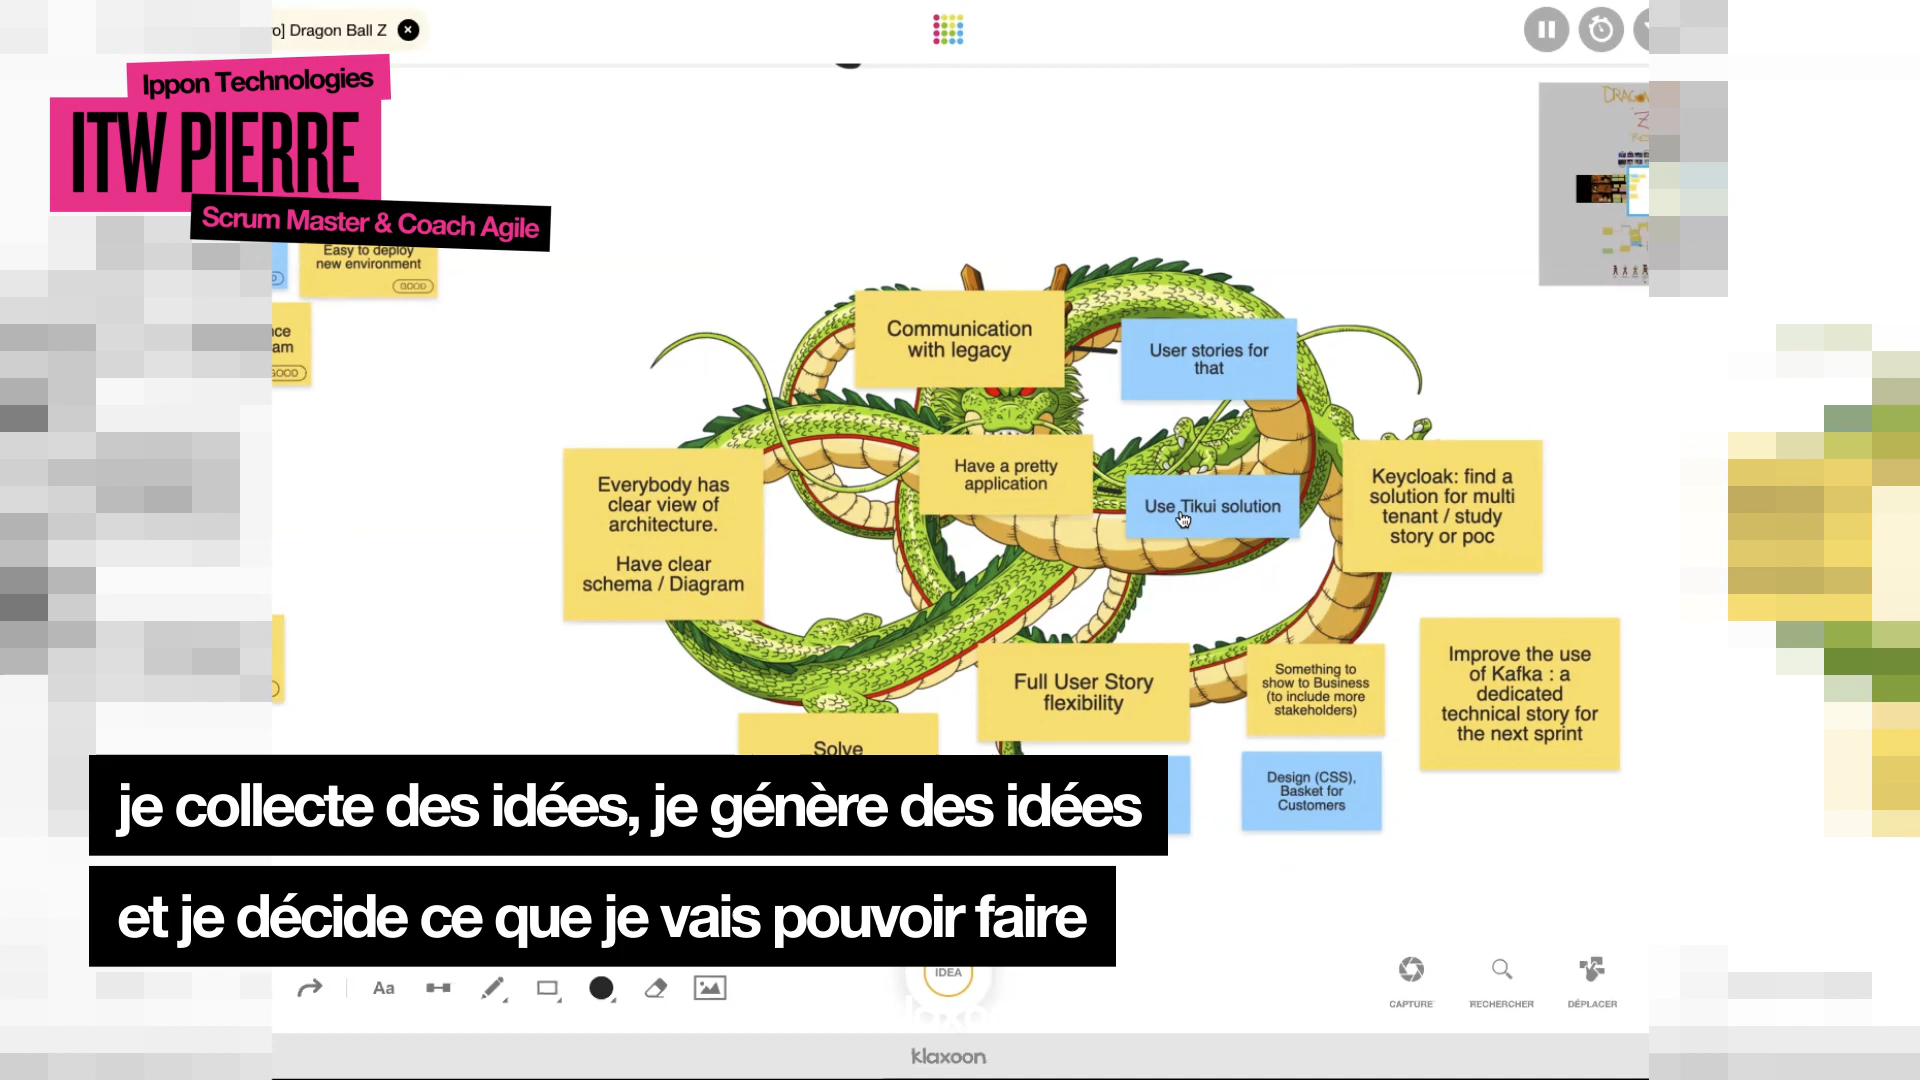 o] Dragon Ball Z
Ippon Technologies
ITW PIERRE
Scrum Master & Coach Agile
Easy to deploy
new environment
GOOD
nce
am
GOOD
Communication
with legacy
User stories for
that
Everybody has
clear view of
architecture.
Have clear
schema / Diagram
Have a pretty
application
Use Tikui solution
Keycloak: find a
solution for multi
tenant / study
story or poc
Full User Story
flexibility
Something to
show to Business
(to include more
stakeholders)
Improve the use
of Kafka : a
dedicated
technical story for
the next sprint
Solve
Design (CSS),
Basket for
Customers
je collecte des idées, je génère des idées
et je décide ce que je vais pouvoir faire
Aa
IDEA
CAPTURE
RECHERCHER
DÉPLACER
klaxoon